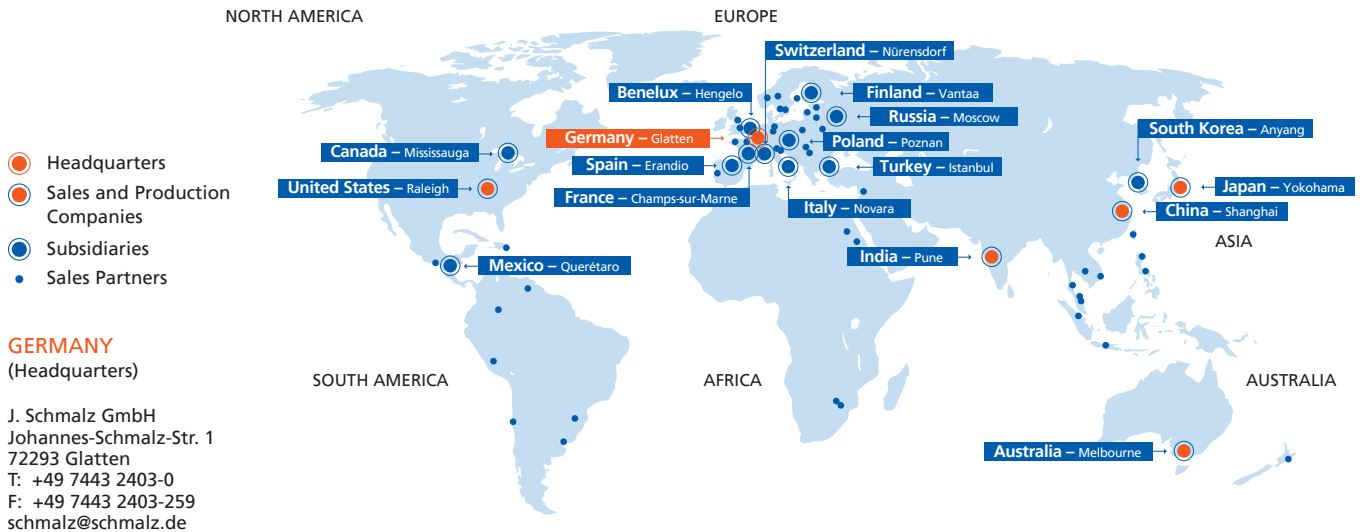 NORTH AMERICA
EUROPE
Switzerland – Nürensdorf
Benelux – Hengelo
Finland – Vantaa
Russia – Moscow
Germany – Glatten
South Korea – Anyang
Poland – Poznan
Canada – Mississauga
Spain – Erandio
Turkey – Istanbul
United States – Raleigh
Japan – Yokohama
France – Champs-sur-Marne
Italy – Novara
China – Shanghai
ASIA
India – Pune
Mexico – Querétaro
Headquarters
Sales and Production
Companies
Subsidiaries
Sales Partners
SOUTH AMERICA
AFRICA
AUSTRALIA
Australia – Melbourne
GERMANY
(Headquarters)
J. Schmalz GmbH
Johannes-Schmalz-Str. 1
72293 Glatten
T: +49 7443 2403-0
F: +49 7443 2403-259
schmalz@schmalz.de